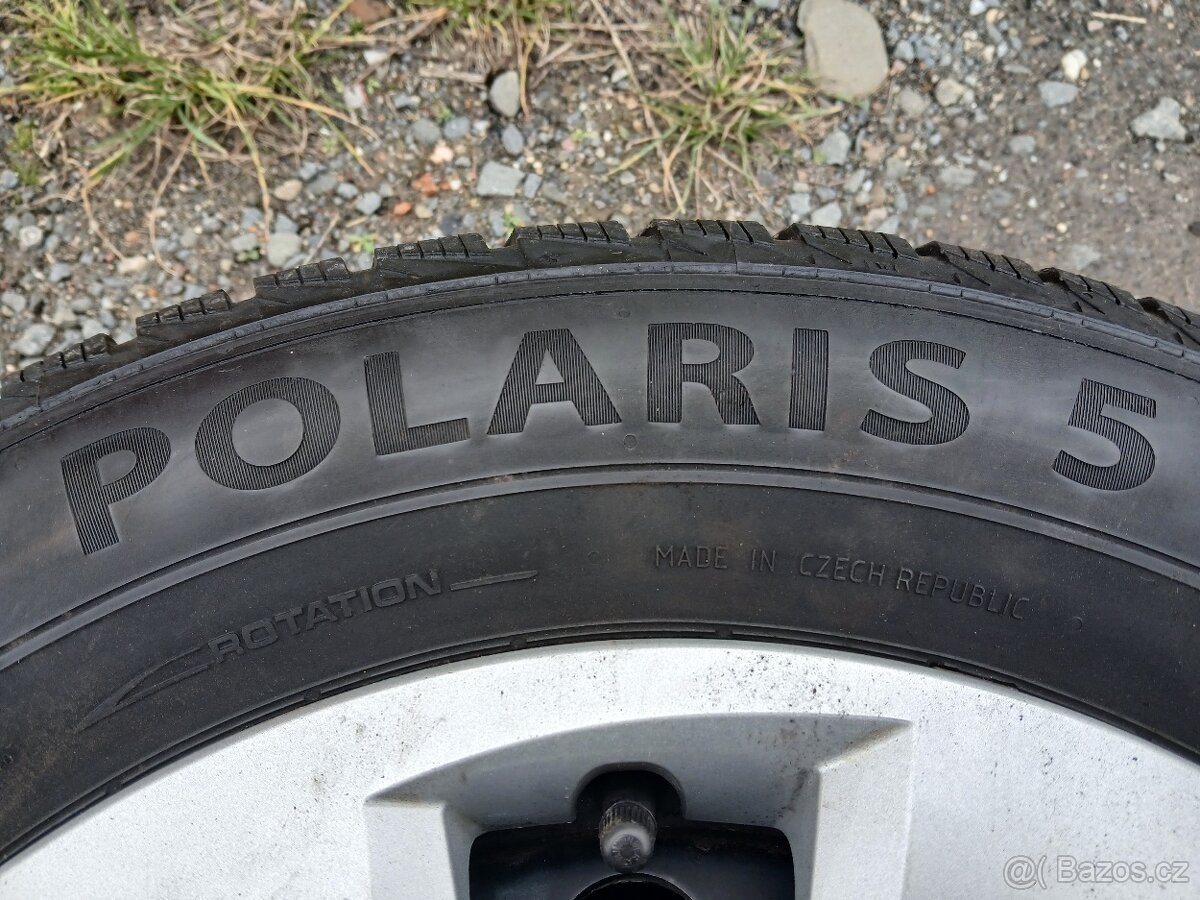 POLARIS 5
MADE IN CZECH REPUBLIC
ROTATION
@( Bazos.cz